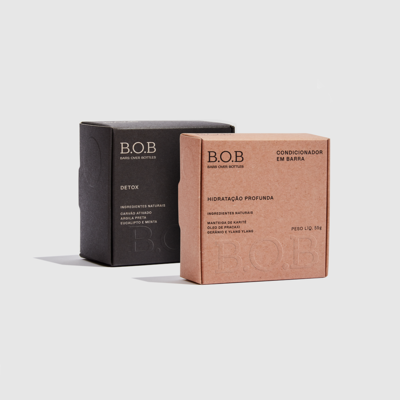 B.O.B
BARS OVER BOTTLES
DETOX
INGREDIENTES NATURAIS
CARVÃO ATIVADO
ARGILA PRETA
EUCALIPTO E MENTA
B.O.B
B.O.B
BARS OVER BOTTLES
CONDICIONADOR
EM BARRA
HIDRATAÇÃO PROFUNDA
INGREDIENTES NATURAIS
MANTEIGA DE KARITÉ
ÓLEO DE PRACAXI
GERÂNIO E YLANG YLANG
PESO LÍQ. 55g
B.O.B